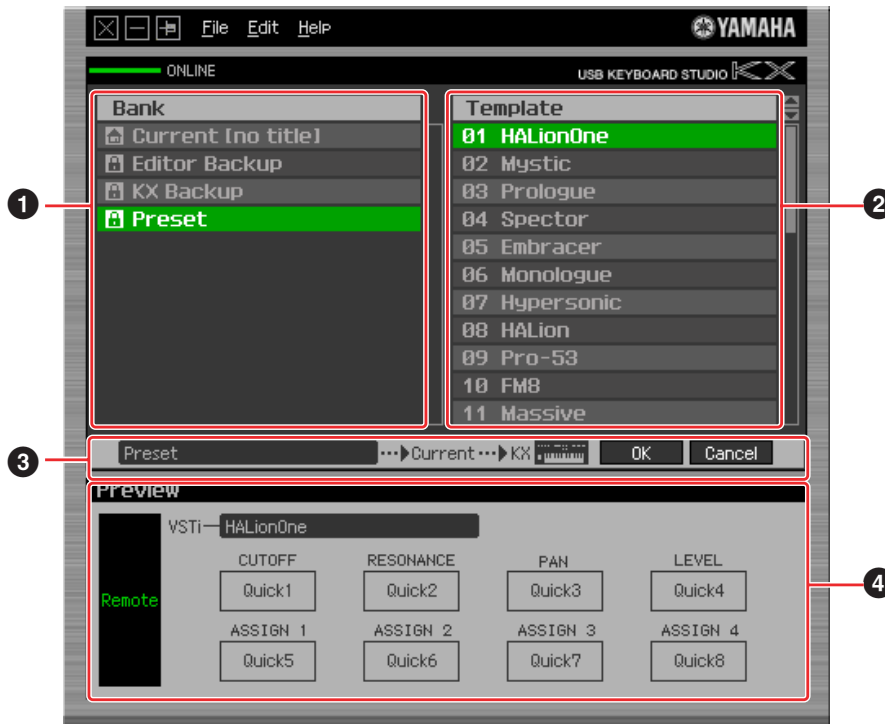 File Edit Help YAMAHA
ONLINE USB KEYBOARD STUDIO KX
Bank
Current [no title]
Editor Backup
KX Backup
Preset
Template
01 HALionOne
02 Mystic
03 Prologue
04 Spector
05 Embracer
06 Monologue
07 Hypersonic
08 HALion
09 Pro-53
10 FM8
11 Massive
1
2
3
Preset Current KX OK Cancel
Preview
4
VSTi HALionOne
Remote
CUTOFF RESONANCE PAN LEVEL
Quick1 Quick2 Quick3 Quick4
ASSIGN 1 ASSIGN 2 ASSIGN 3 ASSIGN 4
Quick5 Quick6 Quick7 Quick8